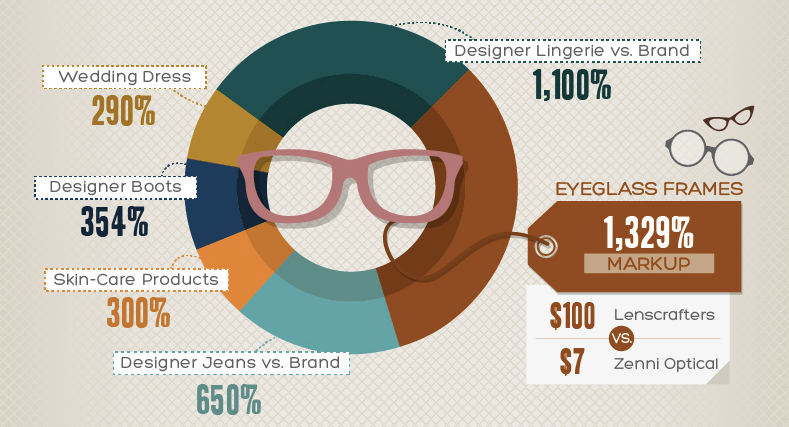 Designer Lingerie vs. Brand
1,100%
Wedding Dress
290%
Designer Boots
354%
Skin-Care Products
300%
Designer Jeans vs. Brand
650%
EYEGLASS FRAMES
1,329%
MARKUP
$100 Lenscrafters
VS.
$7 Zenni Optical